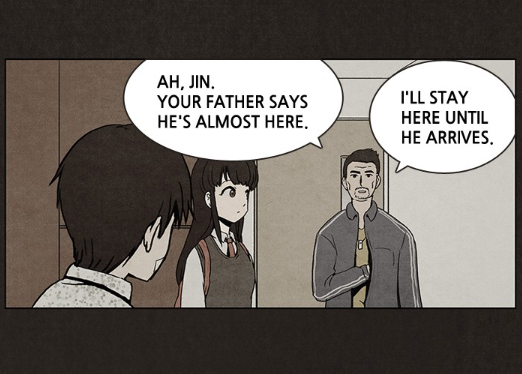 AH, JIN.
YOUR FATHER SAYS
HE'S ALMOST HERE.
I'LL STAY
HERE UNTIL
HE ARRIVES.